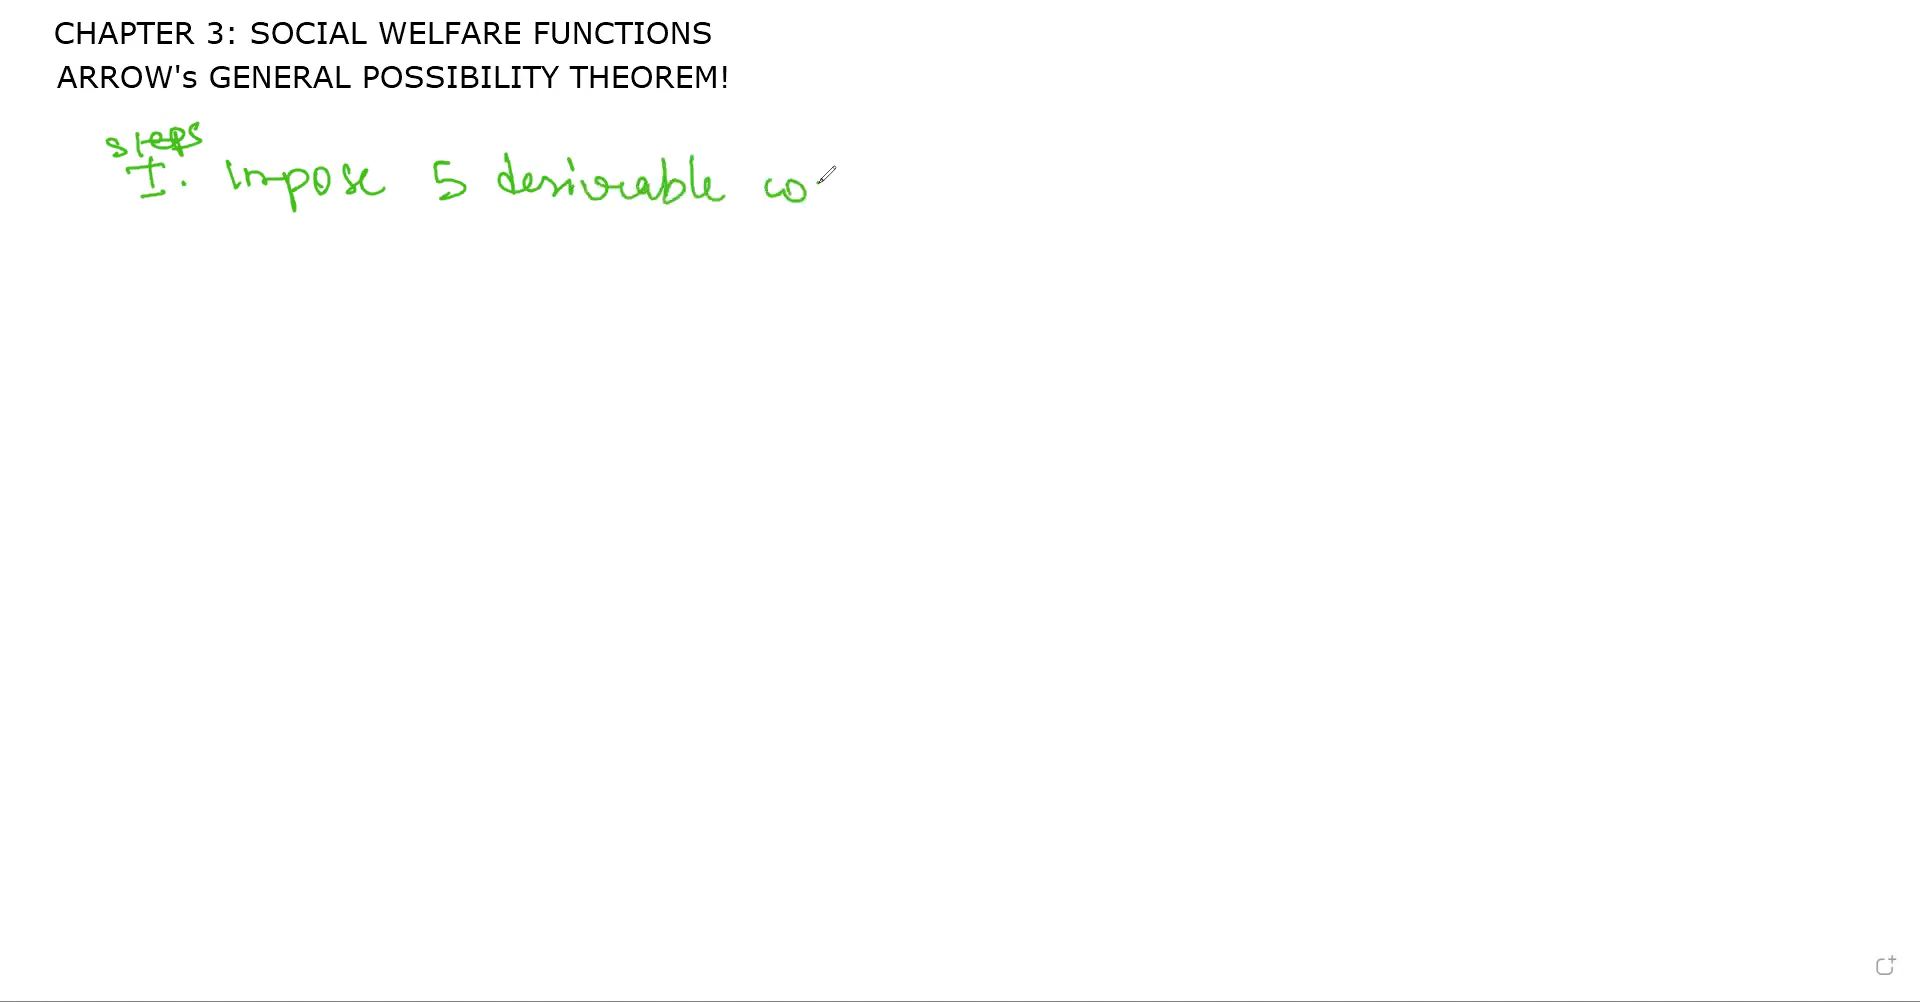 CHAPTER 3: SOCIAL WELFARE FUNCTIONS
ARROW's GENERAL POSSIBILITY THEOREM!
steps
I. Impose 5 desirable co